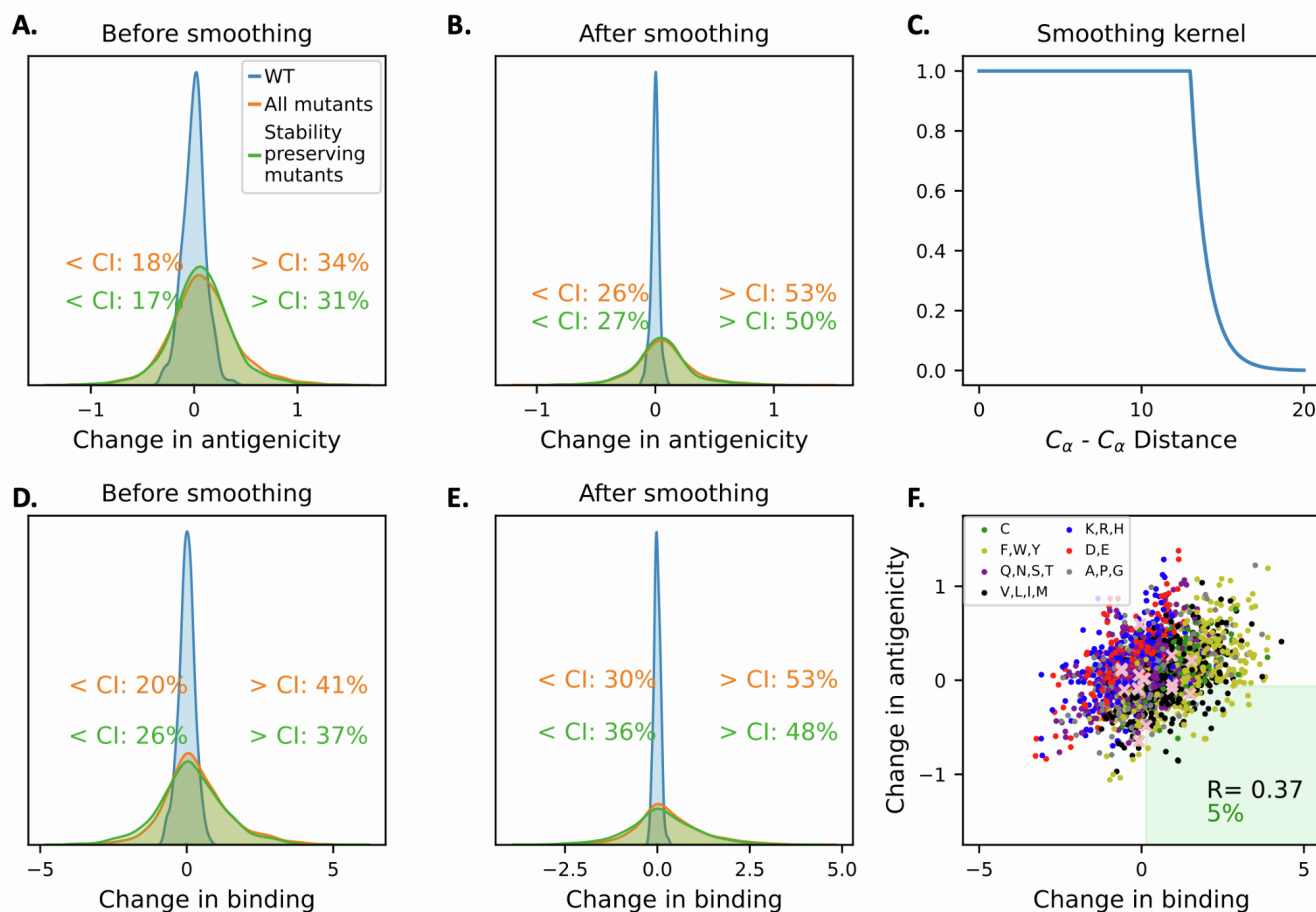 A.
Before smoothing
WT
All mutants
Stability
preserving
mutants
< CI: 18%
> CI: 34%
< CI: 17%
> CI: 31%
−1
0
1
Change in antigenicity
B.
After smoothing
< CI: 26%
> CI: 53%
< CI: 27%
> CI: 50%
−1
0
1
Change in antigenicity
C.
Smoothing kernel
1.0
0.8
0.6
0.4
0.2
0.0
0
10
20
Cα - Cα Distance
D.
Before smoothing
< CI: 20%
> CI: 41%
< CI: 26%
> CI: 37%
−5
0
5
Change in binding
E.
After smoothing
< CI: 30%
> CI: 53%
< CI: 36%
> CI: 48%
−2.5
0.0
2.5
5.0
Change in binding
F.
C
F,W,Y
Q,N,S,T
V,L,I,M
K,R,H
D,E
A,P,G
Change in antigenicity
1
0
−1
R= 0.37
5%
−5
0
5
Change in binding